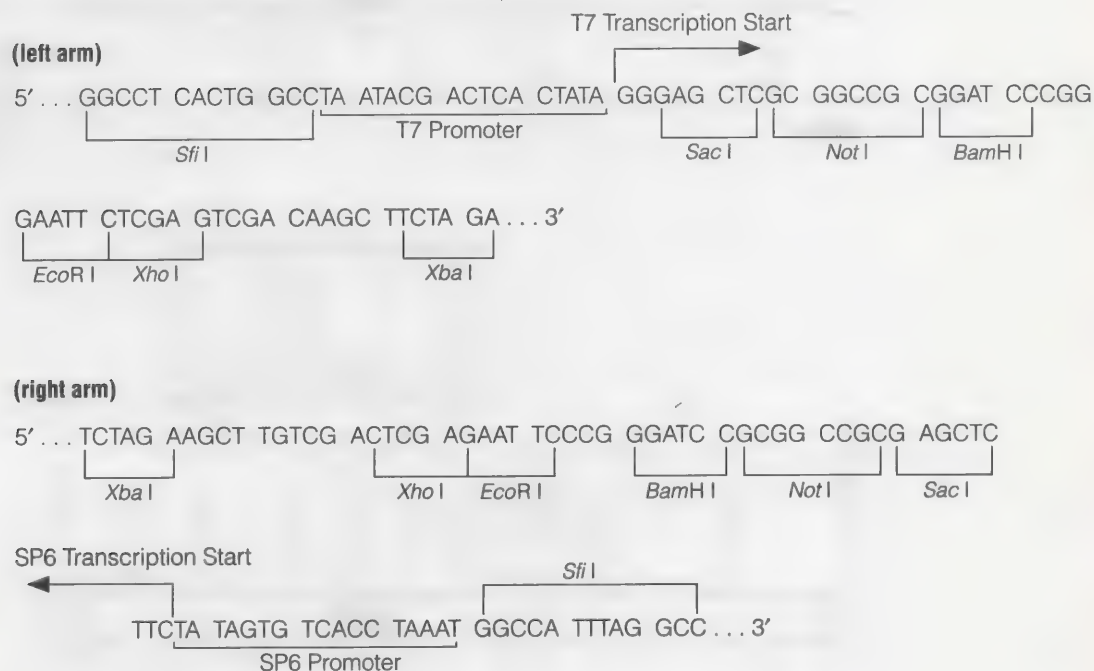 T7 Transcription Start
(left arm)
5′ . . . GGCCT CACTG GCCTA ATACG ACTCA CTATA GGGAG CTCGC GGCCGC CGGATC CCGG
Sfi I
T7 Promoter
Sac I
Not I
BamH I
GAATT CTCGA GTCGA CAAGC TTCTA GA . . . 3′
EcoR I
Xho I
Xba I
(right arm)
5′ . . . TCTAG AAGCT TGTCG ACTCG AGAAT TCCCG GGATC CGCGG CCGCG AGCTC
Xba I
Xho I
EcoR I
BamH I
Not I
Sac I
SP6 Transcription Start
Sfi I
TTCTA TAGTG TCACC TAAAT GGCCA TTTAG GCC . . . 3′
SP6 Promoter